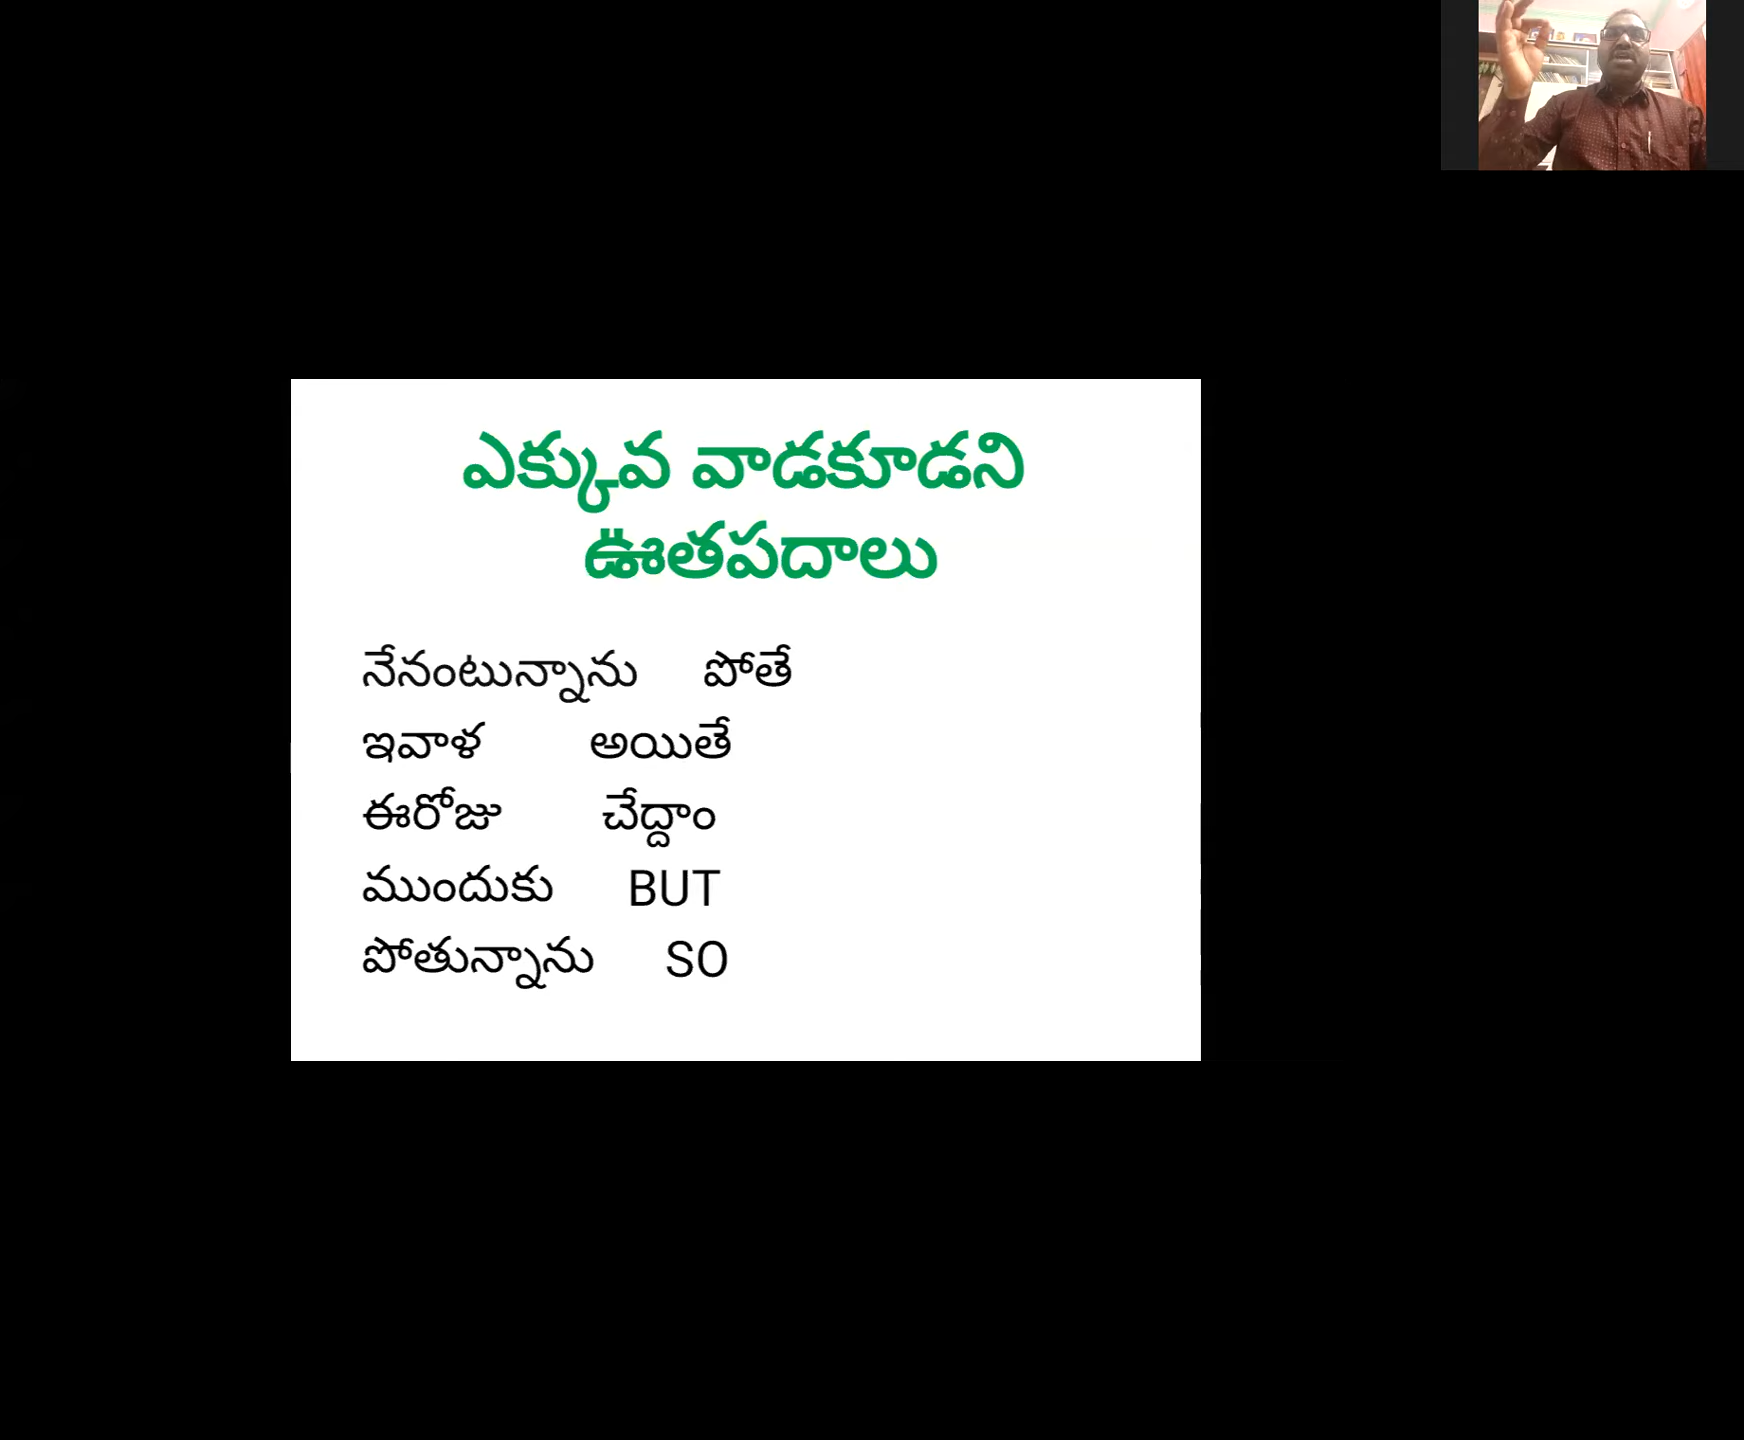 ఎక్కువ వాడకూడని
ఊతపదాలు
నేనంటున్నాను పోతే
ఇవాళ అయితే
ఈరోజు చేద్దాం
ముందుకు BUT
పోతున్నాను SO